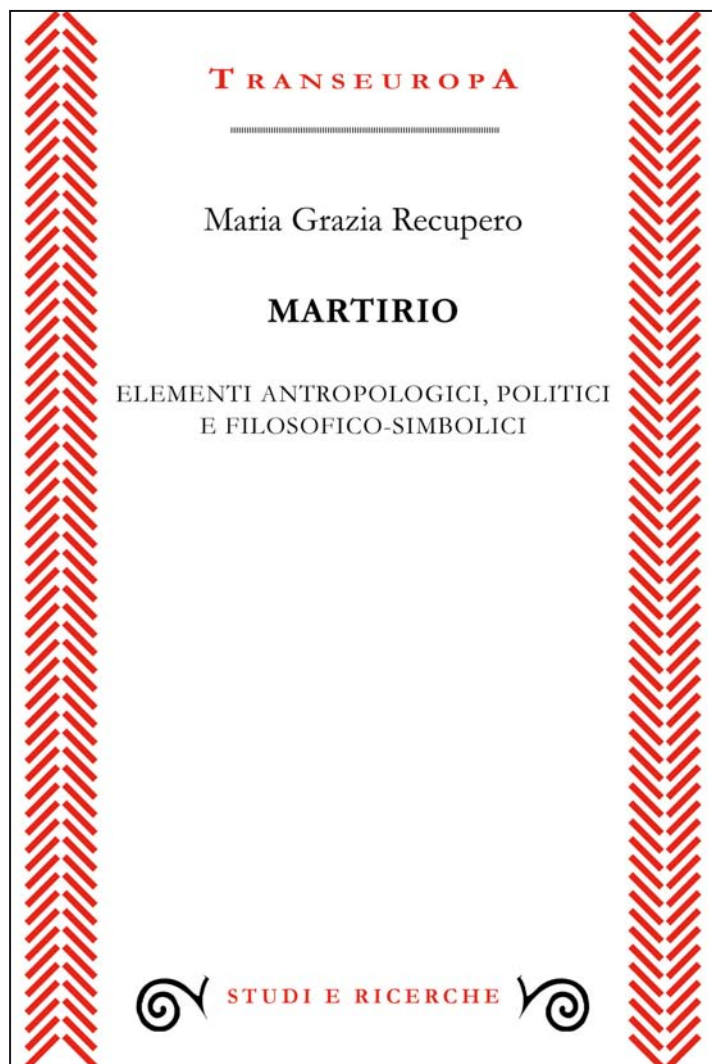 TRANSEUROPA
Maria Grazia Recupero
MARTIRIO
ELEMENTI ANTROPOLOGICI, POLITICI
E FILOSOFICO-SIMBOLICI
STUDI E RICERCHE